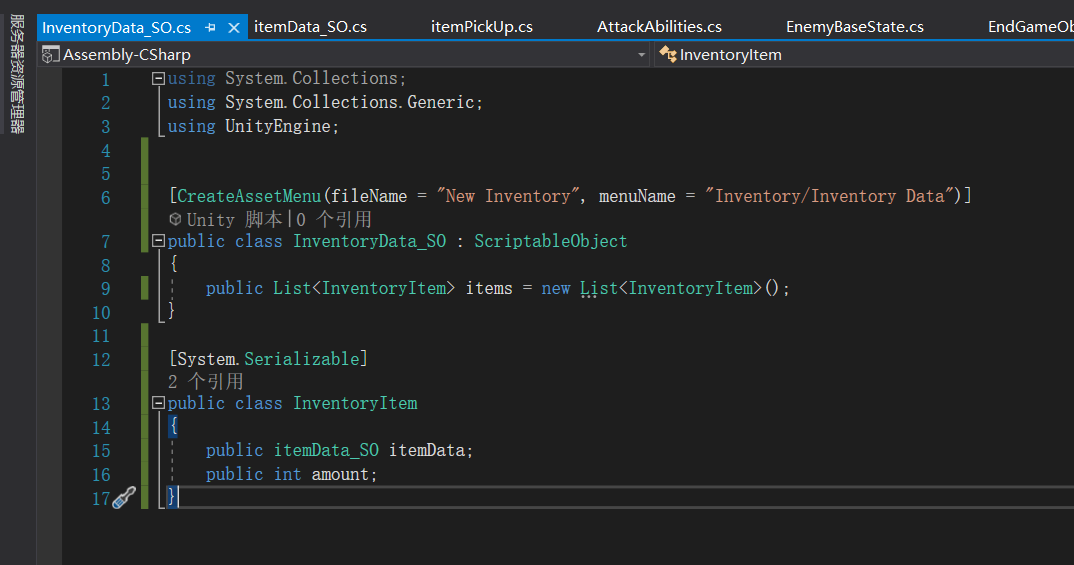 服务器资源管理器
InventoryData_SO.cs itemData_SO.cs itemPickUp.cs AttackAbilities.cs EnemyBaseState.cs EndGameOb
Assembly-CSharp InventoryItem
1 using System.Collections;
2 using System.Collections.Generic;
3 using UnityEngine;
4
5
6 [CreateAssetMenu(fileName = "New Inventory", menuName = "Inventory/Inventory Data")]
Unity 脚本|0 个引用
7 public class InventoryData_SO : ScriptableObject
8 {
9 public List<InventoryItem> items = new List<InventoryItem>();
10 }
11
12 [System.Serializable]
2 个引用
13 public class InventoryItem
14 {
15 public itemData_SO itemData;
16 public int amount;
17 }